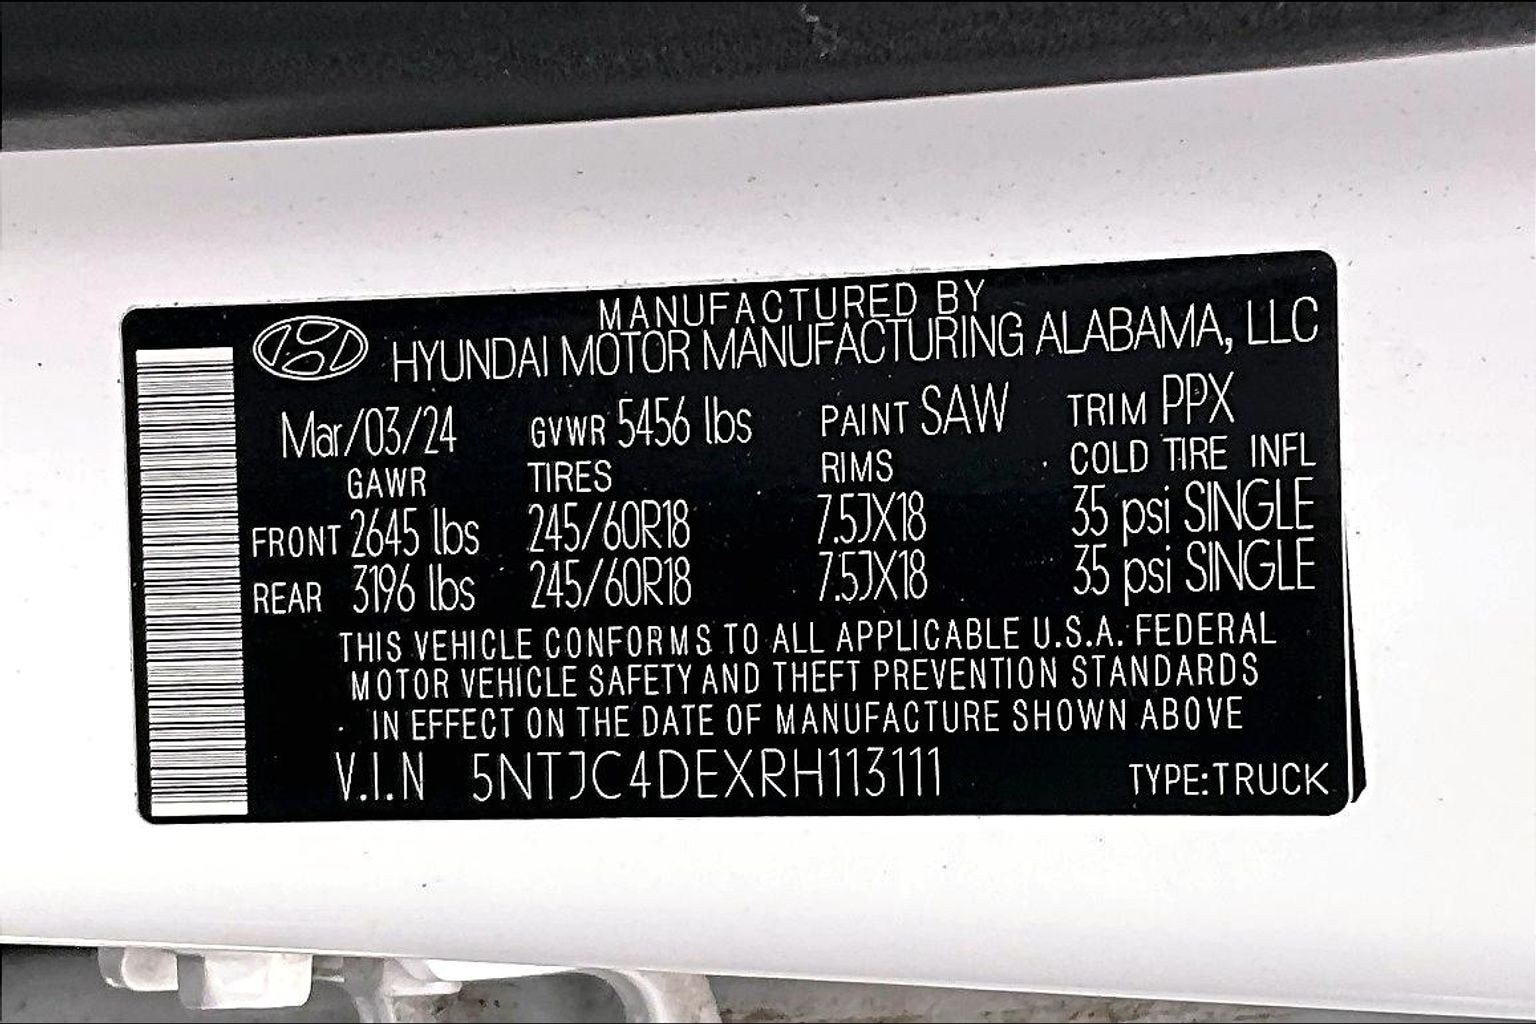 MANUFACTURED BY
HYUNDAI MOTOR MANUFACTURING ALABAMA, LLC
Mar/03/24 GVWR 5456 lbs PAINT SAW TRIM PPX
GAWR TIRES RIMS COLD TIRE INFL
FRONT 2645 lbs 245/60R18 7.5JX18 35 psi SINGLE
REAR 3196 lbs 245/60R18 7.5JX18 35 psi SINGLE
THIS VEHICLE CONFORMS TO ALL APPLICABLE U.S.A. FEDERAL
MOTOR VEHICLE SAFETY AND THEFT PREVENTION STANDARDS
IN EFFECT ON THE DATE OF MANUFACTURE SHOWN ABOVE
V.I.N 5NTJC4DEXRH113111 TYPE:TRUCK